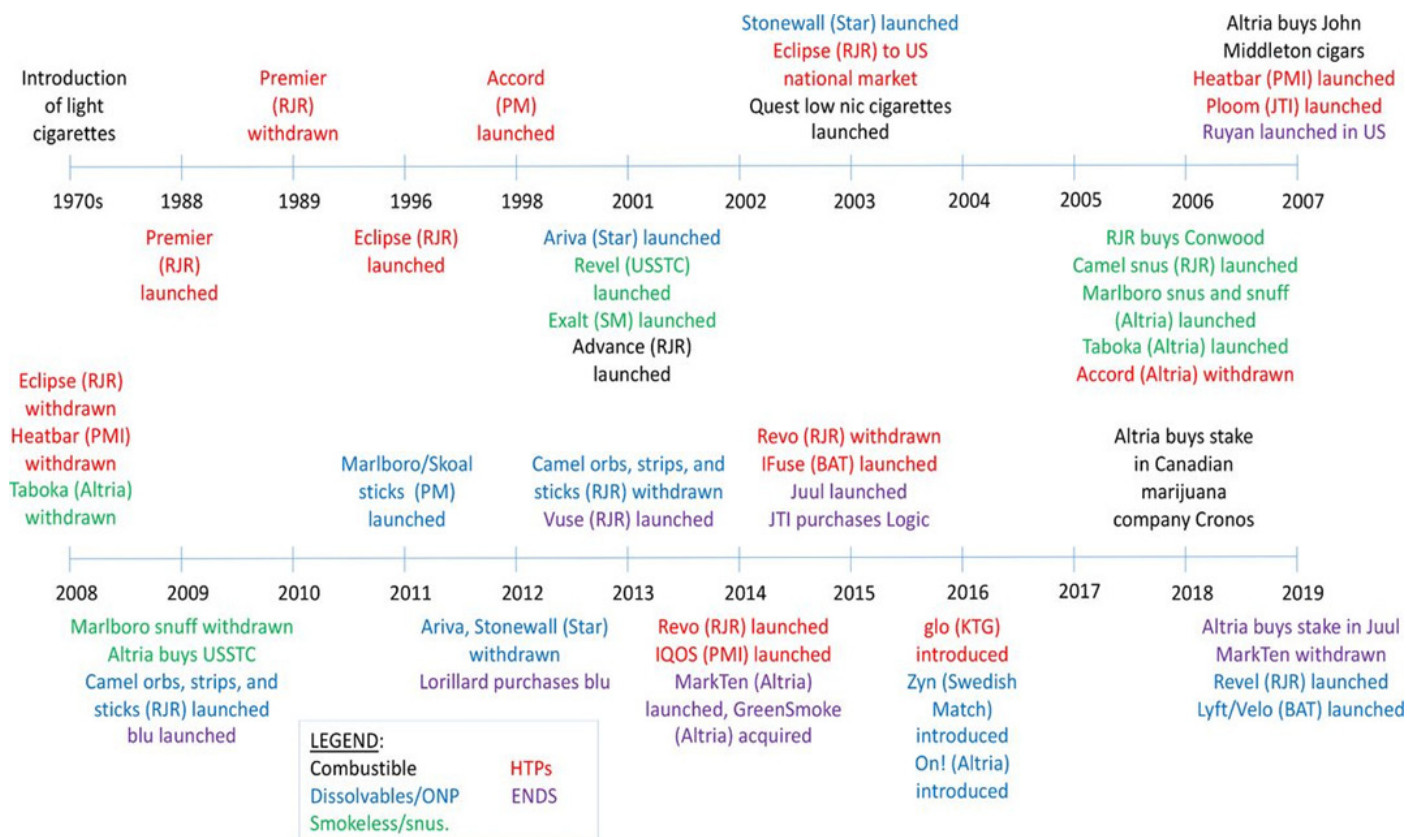 Introduction
of light
cigarettes
Premier
(RJR)
withdrawn
Accord
(PM)
launched
Stonewall (Star) launched
Eclipse (RJR) to US
national market
Quest low nic cigarettes
launched
Altria buys John
Middleton cigars
Heatbar (PMI) launched
Ploom (JTI) launched
Ruyan launched in US
1970s 1988 1989 1996 1998 2001 2002 2003 2004 2005 2006 2007
Premier
(RJR)
launched
Eclipse (RJR)
launched
Ariva (Star) launched
Revel (USSTC)
launched
Exalt (SM) launched
Advance (RJR)
launched
RJR buys Conwood
Camel snus (RJR) launched
Marlboro snus and snuff
(Altria) launched
Taboka (Altria) launched
Accord (Altria) withdrawn
Eclipse (RJR)
withdrawn
Heatbar (PMI)
withdrawn
Taboka (Altria)
withdrawn
Marlboro/Skoal
sticks (PM)
launched
Camel orbs, strips, and
sticks (RJR) withdrawn
Vuse (RJR) launched
Revo (RJR) withdrawn
IFuse (BAT) launched
Juul launched
JTI purchases Logic
Altria buys stake
in Canadian
marijuana
company Cronos
2008 2009 2010 2011 2012 2013 2014 2015 2016 2017 2018 2019
Marlboro snuff withdrawn
Altria buys USSTC
Camel orbs, strips, and
sticks (RJR) launched
blu launched
Ariva, Stonewall (Star)
withdrawn
Lorillard purchases blu
Revo (RJR) launched
IQOS (PMI) launched
MarkTen (Altria)
launched, GreenSmoke
(Altria) acquired
glo (KTG)
introduced
Zyn (Swedish
Match)
introduced
On! (Altria)
introduced
Altria buys stake in Juul
MarkTen withdrawn
Revel (RJR) launched
Lyft/Velo (BAT) launched
LEGEND:
Combustible HTPs
Dissolvables/ONP ENDS
Smokeless/snus.